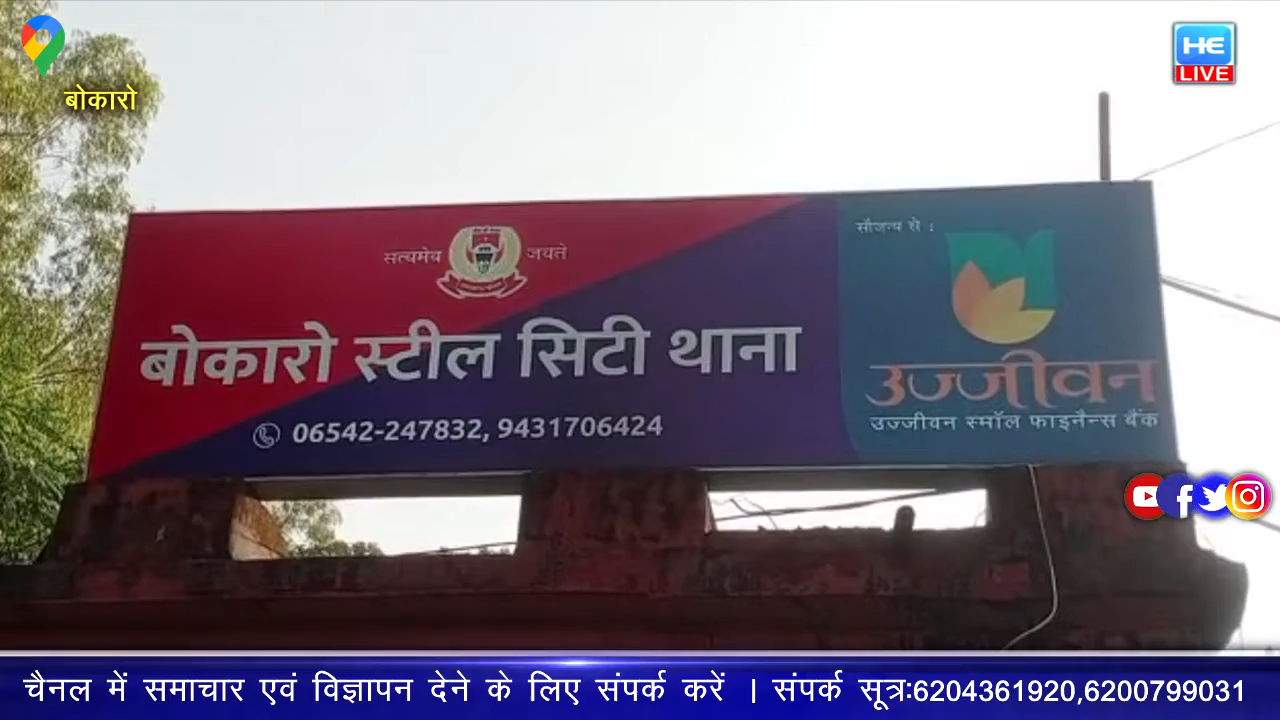 बोकारो
HE
LIVE
सत्यमेव जयते
बोकारो स्टील सिटी थाना
06542-247832, 9431706424
सौजन्य से :
उज्जीवन
उज्जीवन स्मॉल फाइनैन्स बैंक
चैनल में समाचार एवं विज्ञापन देने के लिए संपर्क करें । संपर्क सूत्र:6204361920,6200799031